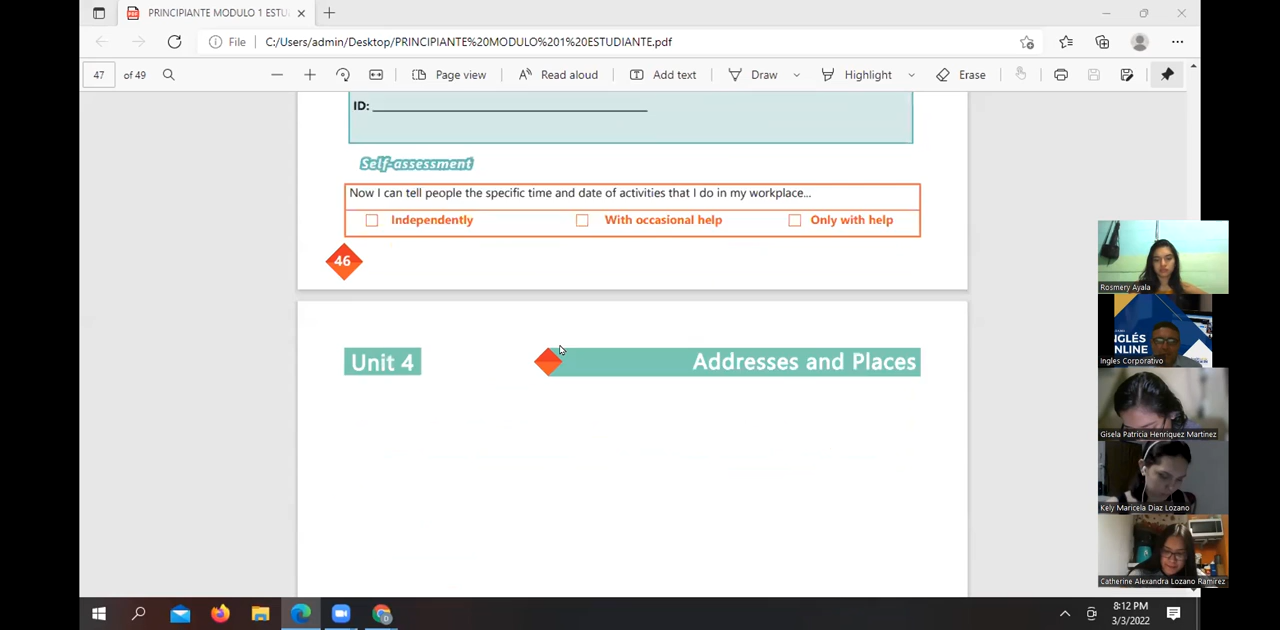 PRINCIPIANTE MODULO 1 ESTU
File C:/Users/admin/Desktop/PRINCIPIANTE%20MODULO%201%20ESTUDIANTE.pdf
47 of 49 Page view Read aloud Add text Draw Highlight Erase
ID:
Self-assessment
Now I can tell people the specific time and date of activities that I do in my workplace...
Independently With occasional help Only with help
46
Unit 4 Addresses and Places
Rosmery Ayala
INGLÉS
ONLINE
Ingles Corporativo
Gisela Patricia Henriquez Martinez
Kely Maricela Diaz Lozano
Catherine Alexandra Lozano Ramirez
8:12 PM
3/3/2022